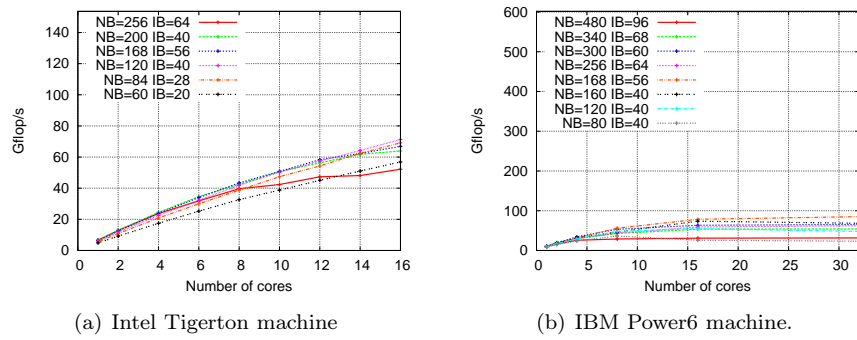 140
120
100
80
60
40
20
0
Gflop/s
NB=256 IB=64
NB=200 IB=40
NB=168 IB=56
NB=120 IB=40
NB=84 IB=28
NB=60 IB=20
0 2 4 6 8 10 12 14 16
Number of cores
(a) Intel Tigerton machine
600
500
400
300
200
100
0
Gflop/s
NB=480 IB=96
NB=340 IB=68
NB=300 IB=60
NB=256 IB=64
NB=168 IB=56
NB=160 IB=40
NB=120 IB=40
NB=80 IB=40
0 5 10 15 20 25 30
Number of cores
(b) IBM Power6 machine.